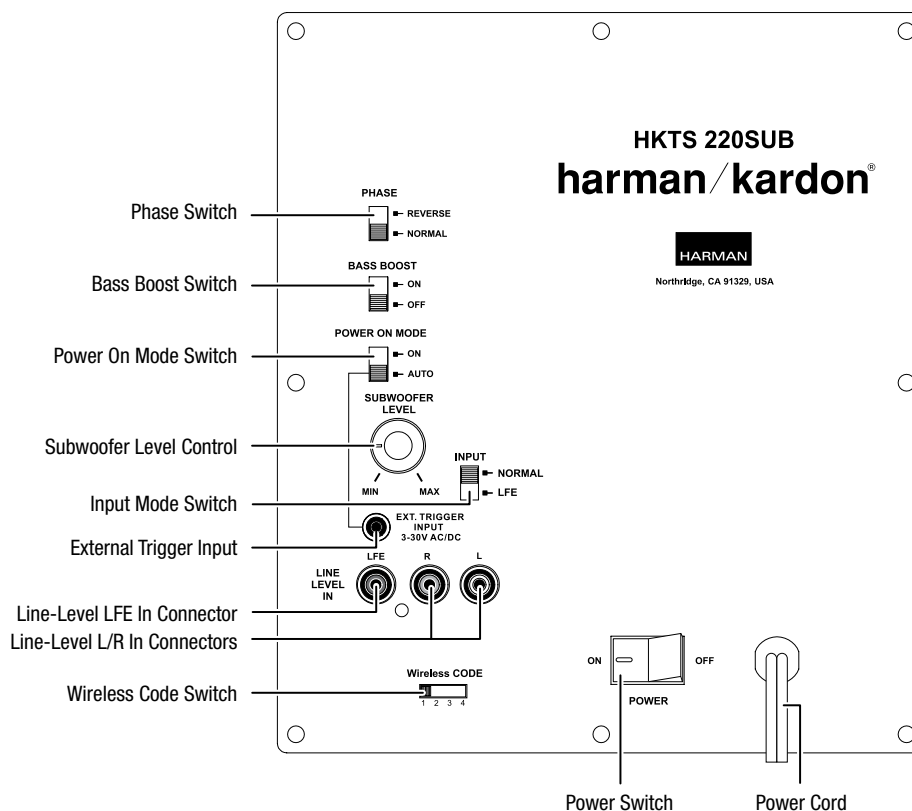 HKTS 220SUB
harman/kardon®
HARMAN
Northridge, CA 91329, USA
Phase Switch
PHASE
REVERSE
NORMAL
Bass Boost Switch
BASS BOOST
ON
OFF
Power On Mode Switch
POWER ON MODE
ON
AUTO
Subwoofer Level Control
SUBWOOFER
LEVEL
MIN
MAX
Input Mode Switch
INPUT
NORMAL
LFE
External Trigger Input
EXT. TRIGGER
INPUT
3-30V AC/DC
LINE
LEVEL
IN
LFE
R
L
Line-Level LFE In Connector
Line-Level L/R In Connectors
Wireless Code Switch
Wireless CODE
1 2 3 4
ON
OFF
POWER
Power Switch
Power Cord